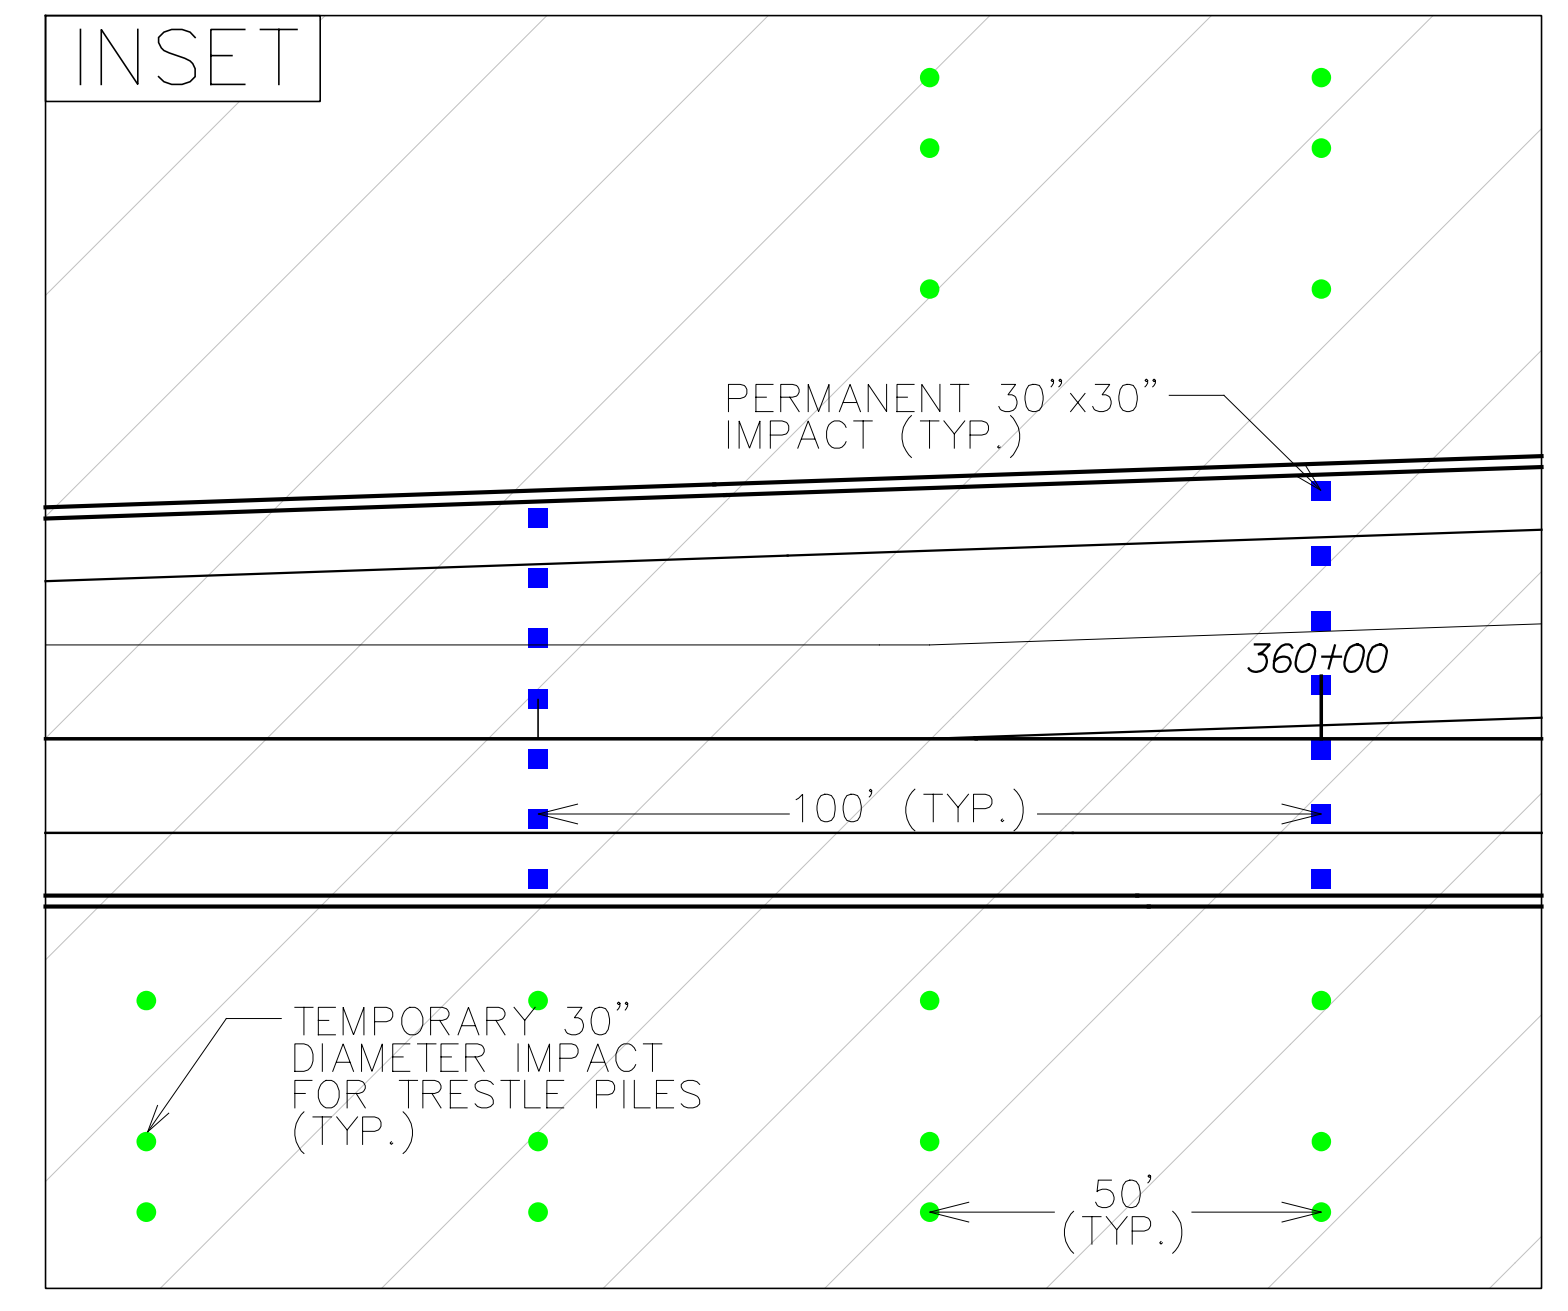 INSET
PERMANENT 30"x30"
IMPACT (TYP.)
360+00
100' (TYP.)
TEMPORARY 30"
DIAMETER IMPACT
FOR TRESTLE PILES
(TYP.)
50'
(TYP.)